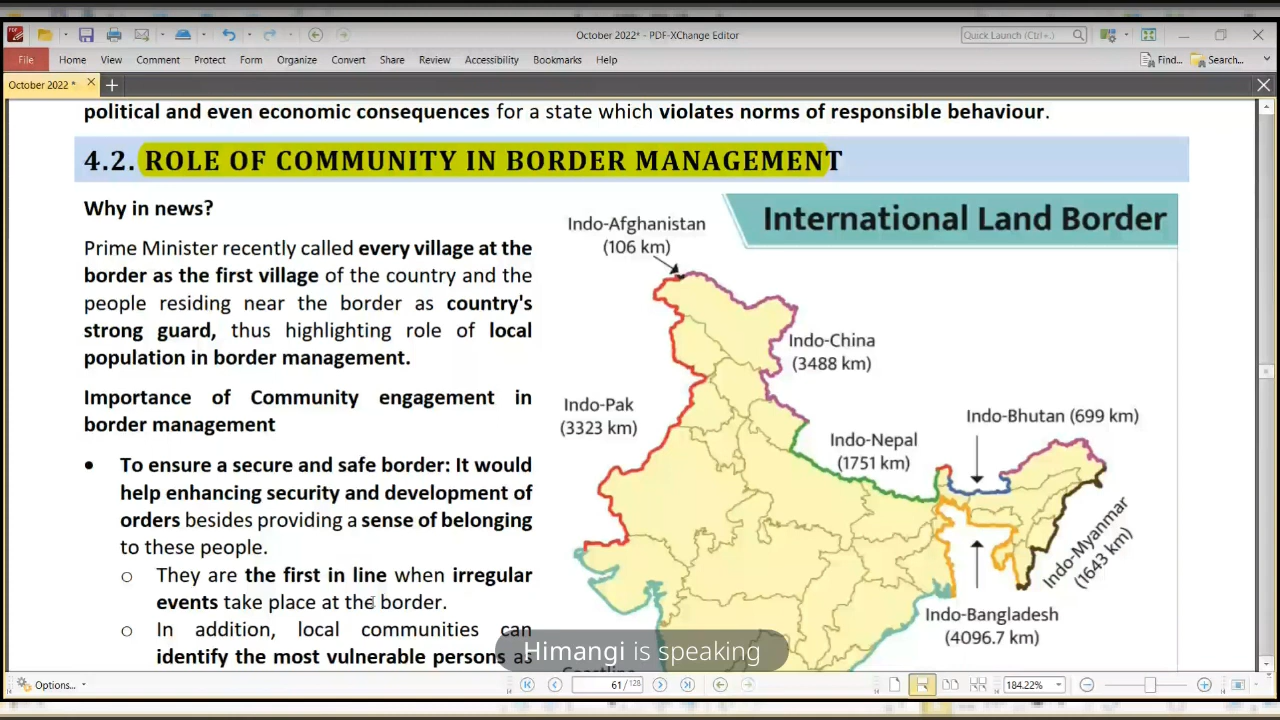 October 2022* - PDF-XChange Editor
Quick Launch (Ctrl+.)
File Home View Comment Protect Form Organize Convert Share Review Accessibility Bookmarks Help
Find... Search...
October 2022 *
political and even economic consequences for a state which violates norms of responsible behaviour.
4.2. ROLE OF COMMUNITY IN BORDER MANAGEMENT
Why in news?
Prime Minister recently called every village at the
border as the first village of the country and the
people residing near the border as country's
strong guard, thus highlighting role of local
population in border management.
Importance of Community engagement in
border management
• To ensure a secure and safe border: It would
help enhancing security and development of
orders besides providing a sense of belonging
to these people.
o They are the first in line when irregular
events take place at the border.
o In addition, local communities can
identify the most vulnerable persons as
International Land Border
Indo-Afghanistan
(106 km)
Indo-China
(3488 km)
Indo-Pak
(3323 km)
Indo-Bhutan (699 km)
Indo-Nepal
(1751 km)
Indo-Myanmar
(1643 km)
Indo-Bangladesh
(4096.7 km)
Himangi is speaking
Options...
61 / 128
184.22%